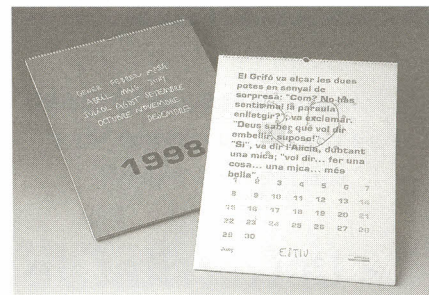 GENER FEBRER MARÇ
ABRIL MAIG JUNY
JULIOL AGOST SETEMBRE
OCTUBRE NOVEMBRE
DESEMBRE
1998
El Grifó va alçar les dues
potes en senyal de
sorpresa: "Com? No has
sentit mai la paraula
enlletgir?", va exclamar.
"Deus saber què vol dir
embellir, suposo!"
"Sí", va dir l'Alícia, dubtant
una mica; "vol dir... fer una
cosa... una mica... més
bella".
1 2 3 4 5 6 7
8 9 10 11 12 13 14
15 16 17 18 19 20 21
22 23 24 25 26 27 28
29 30
Juny
ESTIU